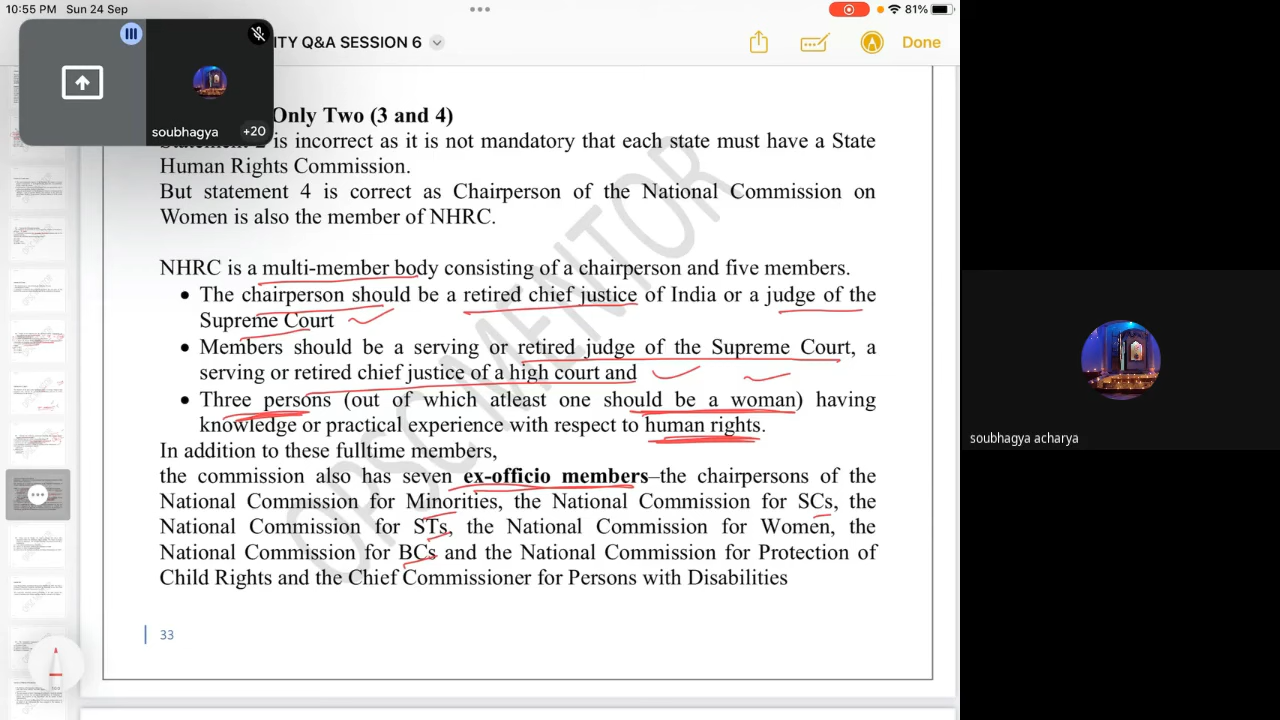 10:55 PM Sun 24 Sep
81%
ITY Q&A SESSION 6
Done
soubhagya
+20
Only Two (3 and 4)
is incorrect as it is not mandatory that each state must have a State
Human Rights Commission.
But statement 4 is correct as Chairperson of the National Commission on
Women is also the member of NHRC.
NHRC is a multi-member body consisting of a chairperson and five members.
• The chairperson should be a retired chief justice of India or a judge of the
Supreme Court
• Members should be a serving or retired judge of the Supreme Court, a
serving or retired chief justice of a high court and
• Three persons (out of which atleast one should be a woman) having
knowledge or practical experience with respect to human rights.
In addition to these fulltime members,
the commission also has seven ex-officio members–the chairpersons of the
National Commission for Minorities, the National Commission for SCs, the
National Commission for STs, the National Commission for Women, the
National Commission for BCs and the National Commission for Protection of
Child Rights and the Chief Commissioner for Persons with Disabilities
33
OPSC MENTOR
soubhagya acharya